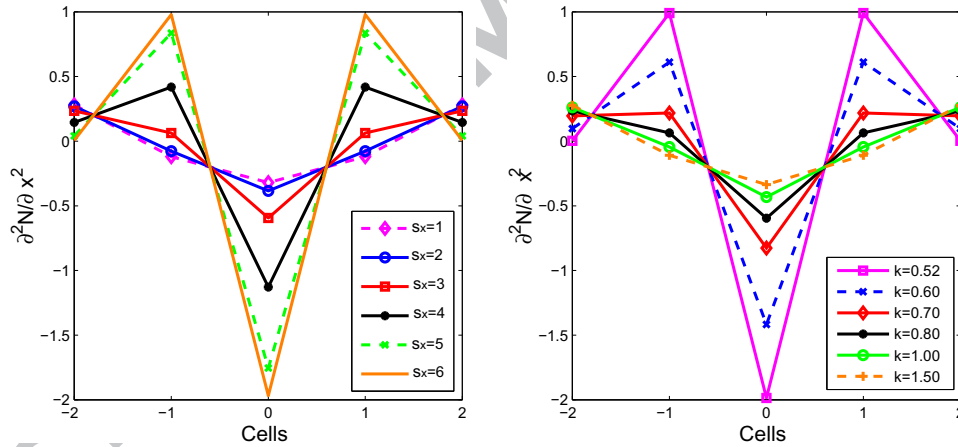 1
0.5
0
−0.5
−1
−1.5
−2
∂²N/∂ x²
−2 −1 0 1 2
Cells
sx=1
sx=2
sx=3
sx=4
sx=5
sx=6
1
0.5
0
−0.5
−1
−1.5
−2
∂²N/∂ x²
−2 −1 0 1 2
Cells
k=0.52
k=0.60
k=0.70
k=0.80
k=1.00
k=1.50